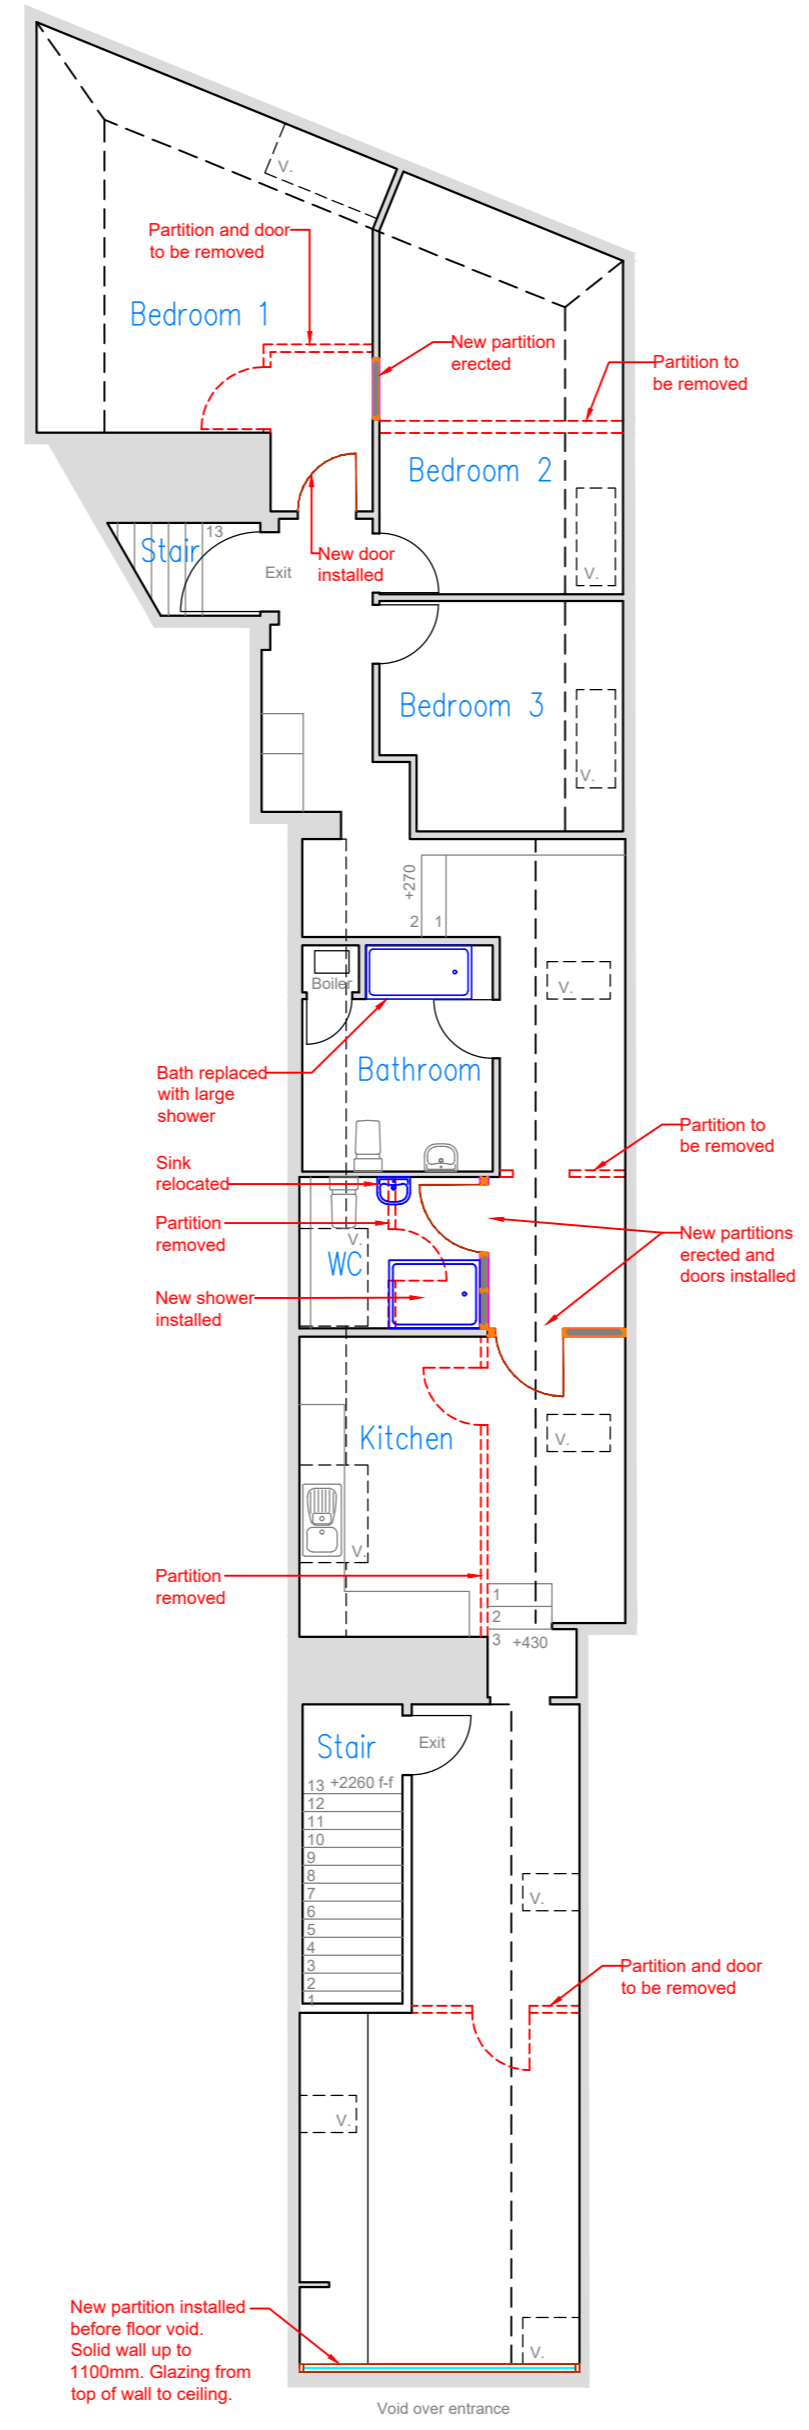 V.
Partition and door
to be removed
Bedroom 1
New partition
erected
Partition to
be removed
Bedroom 2
13
Stair
Exit
New door
installed
V.
Bedroom 3
V.
+270
2 1
V.
Boiler
Bathroom
Bath replaced
with large
shower
Partition to
be removed
Sink
relocated
Partition
removed
V.
WC
New partitions
erected and
doors installed
New shower
installed
Kitchen
V.
V.
Partition
removed
1
2
3 +430
Stair
Exit
13 +2260 f-f
12
11
10
9
8
7
6
5
4
3
2
1
V.
Partition and door
to be removed
V.
New partition installed
before floor void.
Solid wall up to
1100mm. Glazing from
top of wall to ceiling.
V.
Void over entrance